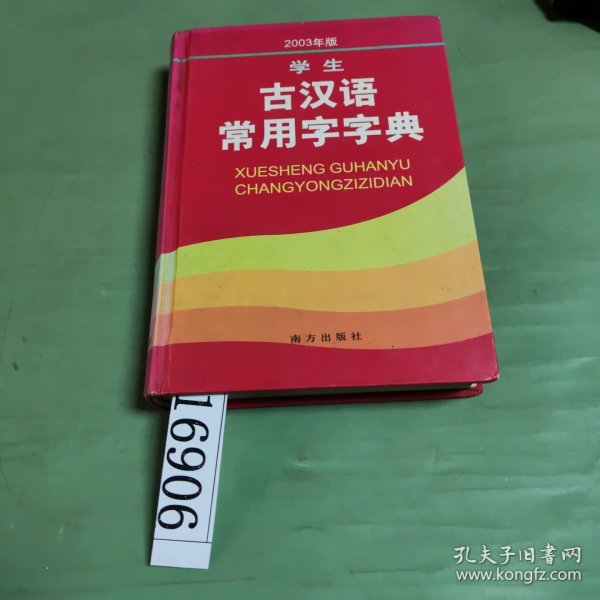 2003年版
学生
古汉语
常用字字典
XUESHENG GUHANYU
CHANGYONGZIZIDIAN
南方出版社
16906
孔夫子旧书网
www.kongfz.com